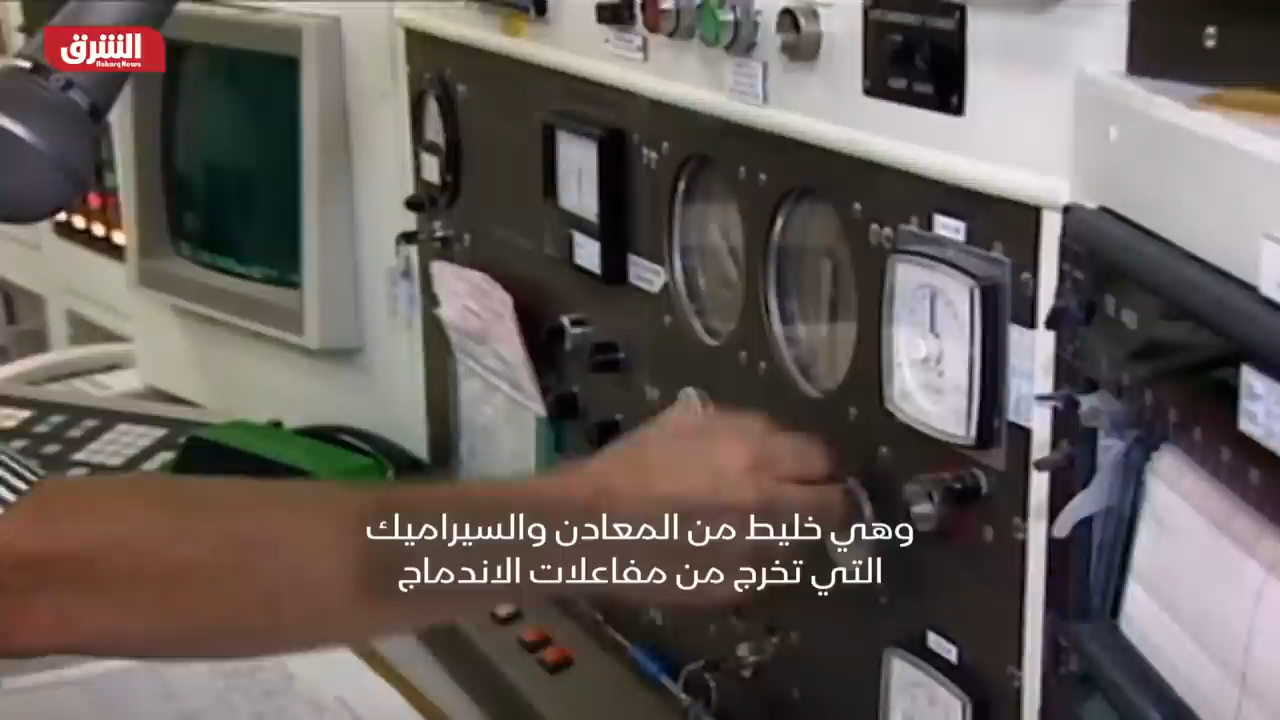 الشرق
Asharq News
وهي خليط من المعادن والسيراميك
التي تخرج من مفاعلات الاندماج